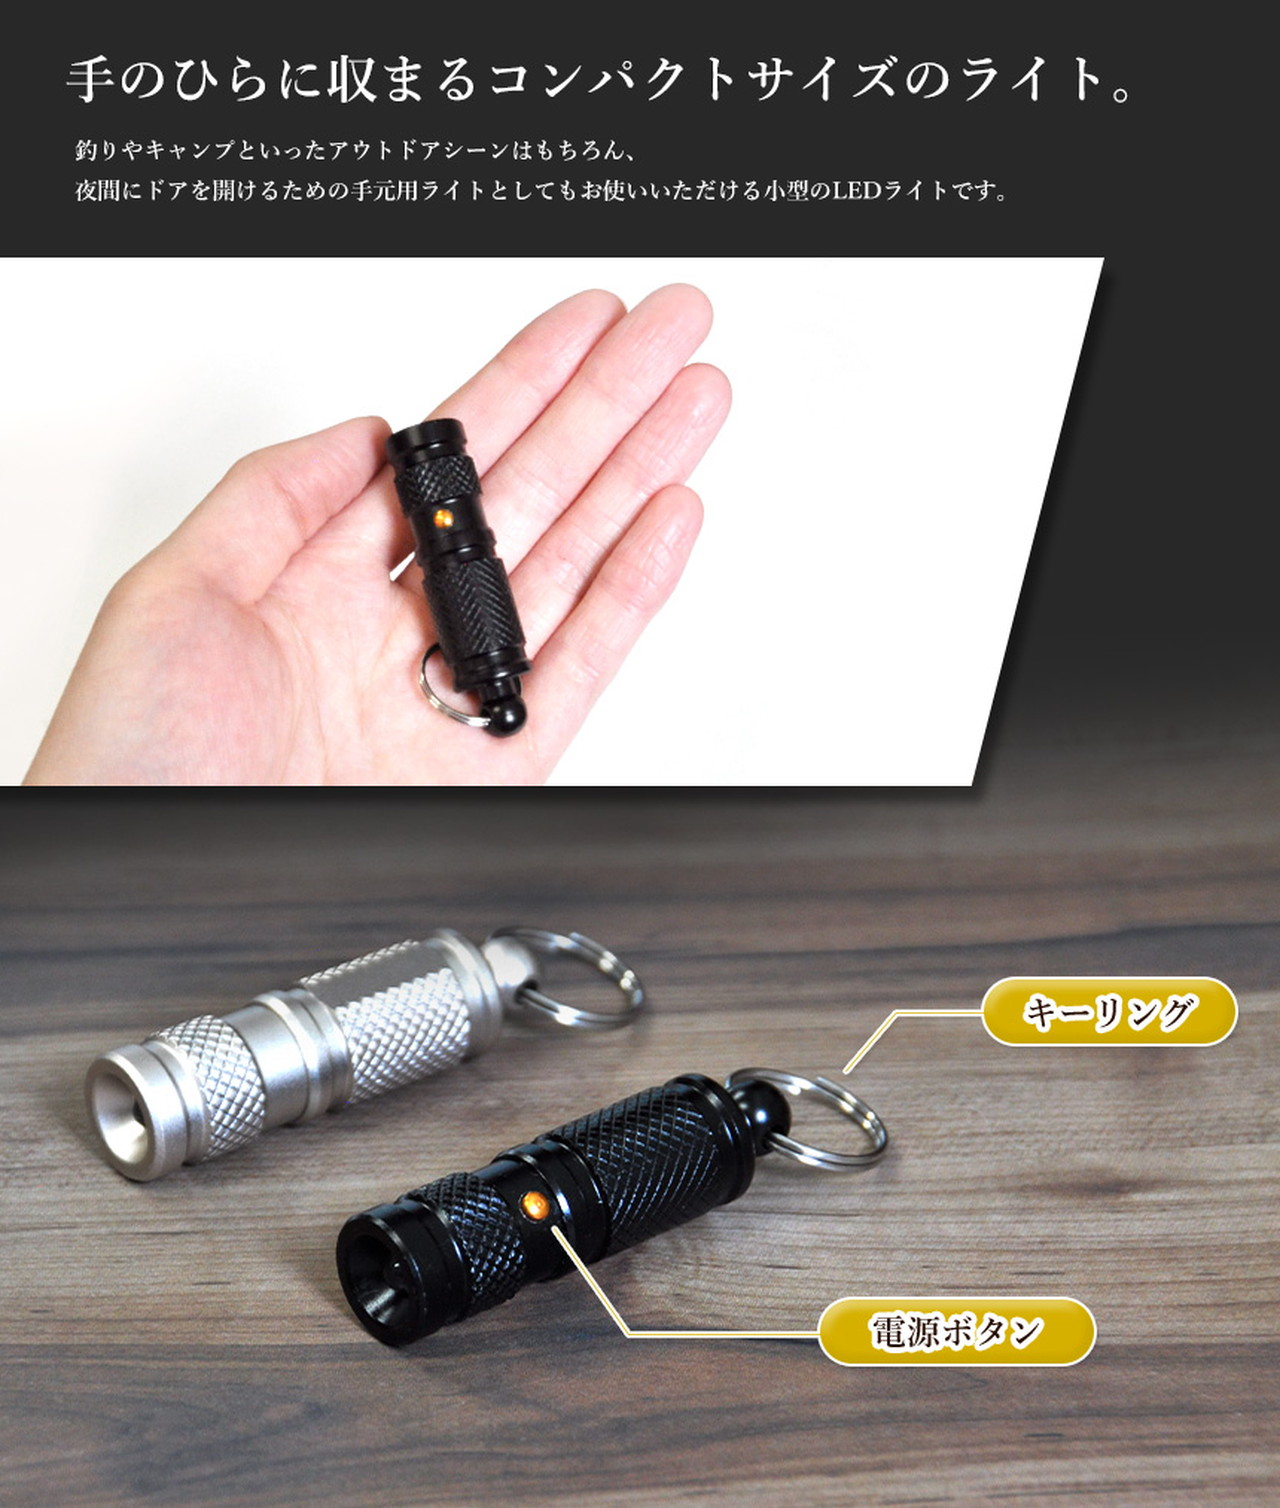 手のひらに収まるコンパクトサイズのライト。
釣りやキャンプといったアウトドアシーンはもちろん、
夜間にドアを開けるための手元用ライトとしてもお使いいただける小型のLEDライトです。
キーリング
電源ボタン